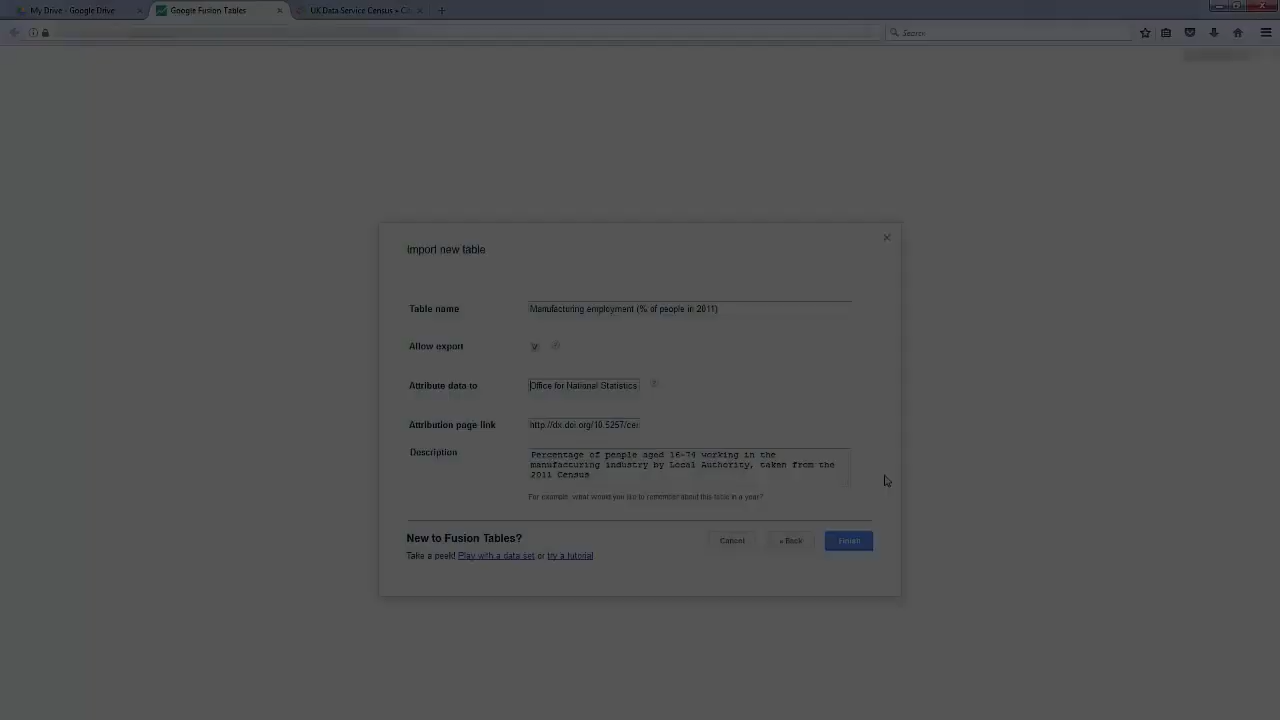 My Drive - Google Drive
Google Fusion Tables
UK Data Service Census
Search
Import new table
Table name
Manufacturing employment (% of people in 2011)
Allow export
Attribute data to
Office for National Statistics
Attribution page link
http://dx.doi.org/10.5257/cer
Description
Percentage of people aged 16-74 working in the
manufacturing industry by Local Authority, taken from the
2011 Census
For example, what would you like to remember about this table in a year?
New to Fusion Tables?
Cancel
« Back
Finish
Take a peek! Play with a data set or try a tutorial